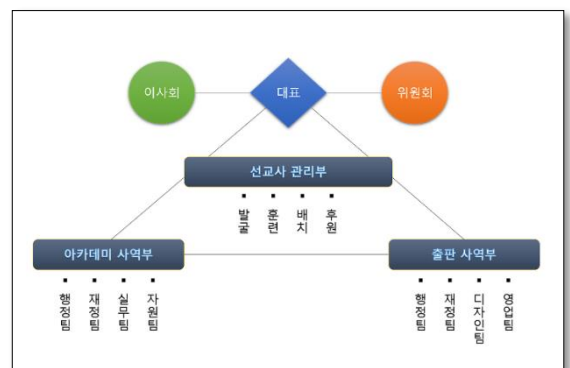 이사회
대표
위원회
선교사 관리부
▪ 발굴
▪ 훈련
▪ 배치
▪ 후원
아카데미 사역부
▪ 행정팀
▪ 재정팀
▪ 실무팀
▪ 자원팀
출판 사역부
▪ 행정팀
▪ 재정팀
▪ 디자인팀
▪ 영업팀